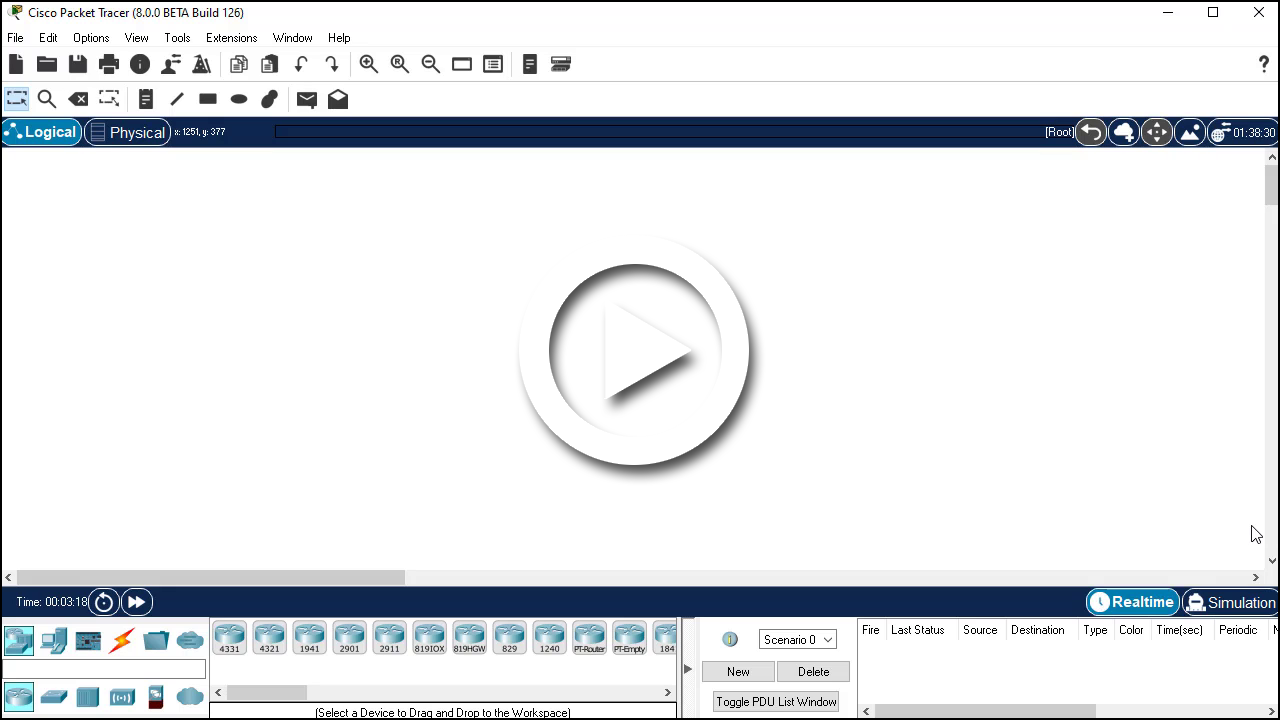 Cisco Packet Tracer (8.0.0 BETA Build 126)
File Edit Options View Tools Extensions Window Help
Logical Physical x: 1251, y: 377 [Root] 01:38:30
Time: 00:03:18 Realtime Simulation
4331 4321 1941 2901 2911 819IOX 819HGW 829 1240 PT-Router PT-Empty 184
Scenario 0
New Delete
Toggle PDU List Window
Fire Last Status Source Destination Type Color Time(sec) Periodic N
(Select a Device to Drag and Drop to the Workspace)